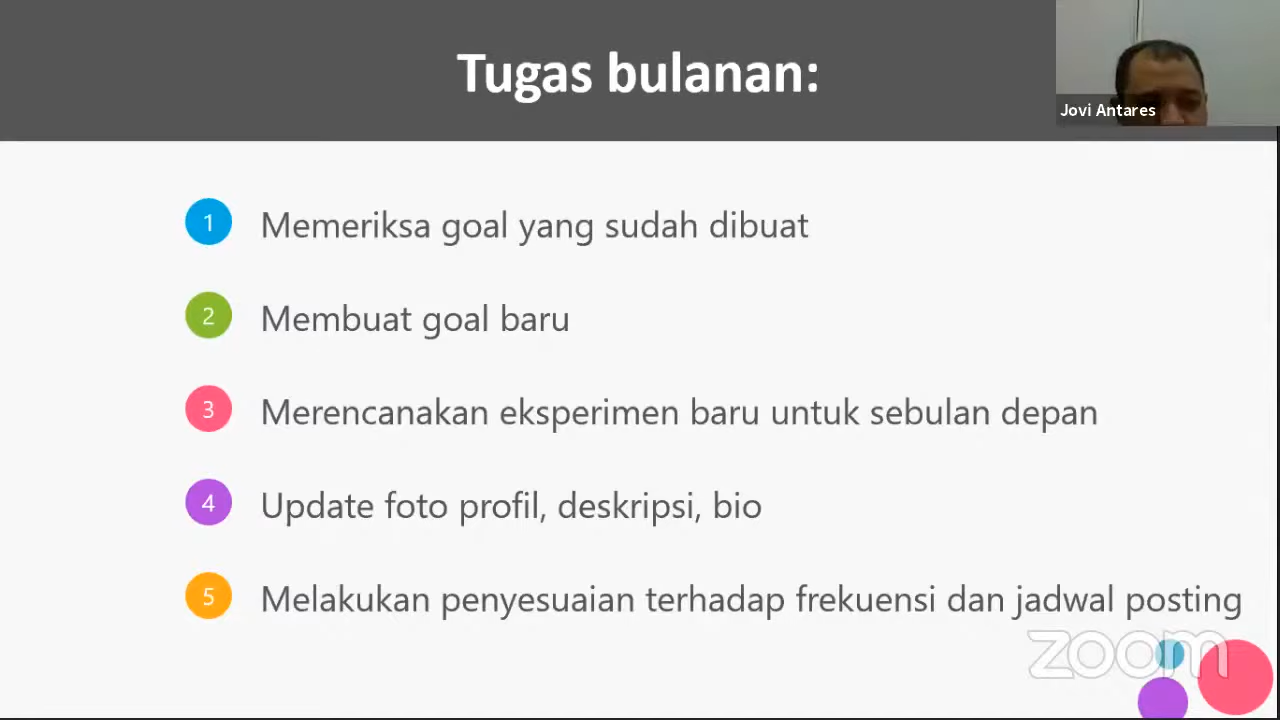 Tugas bulanan:
Jovi Antares
1 Memeriksa goal yang sudah dibuat
2 Membuat goal baru
3 Merencanakan eksperimen baru untuk sebulan depan
4 Update foto profil, deskripsi, bio
5 Melakukan penyesuaian terhadap frekuensi dan jadwal posting
zoom